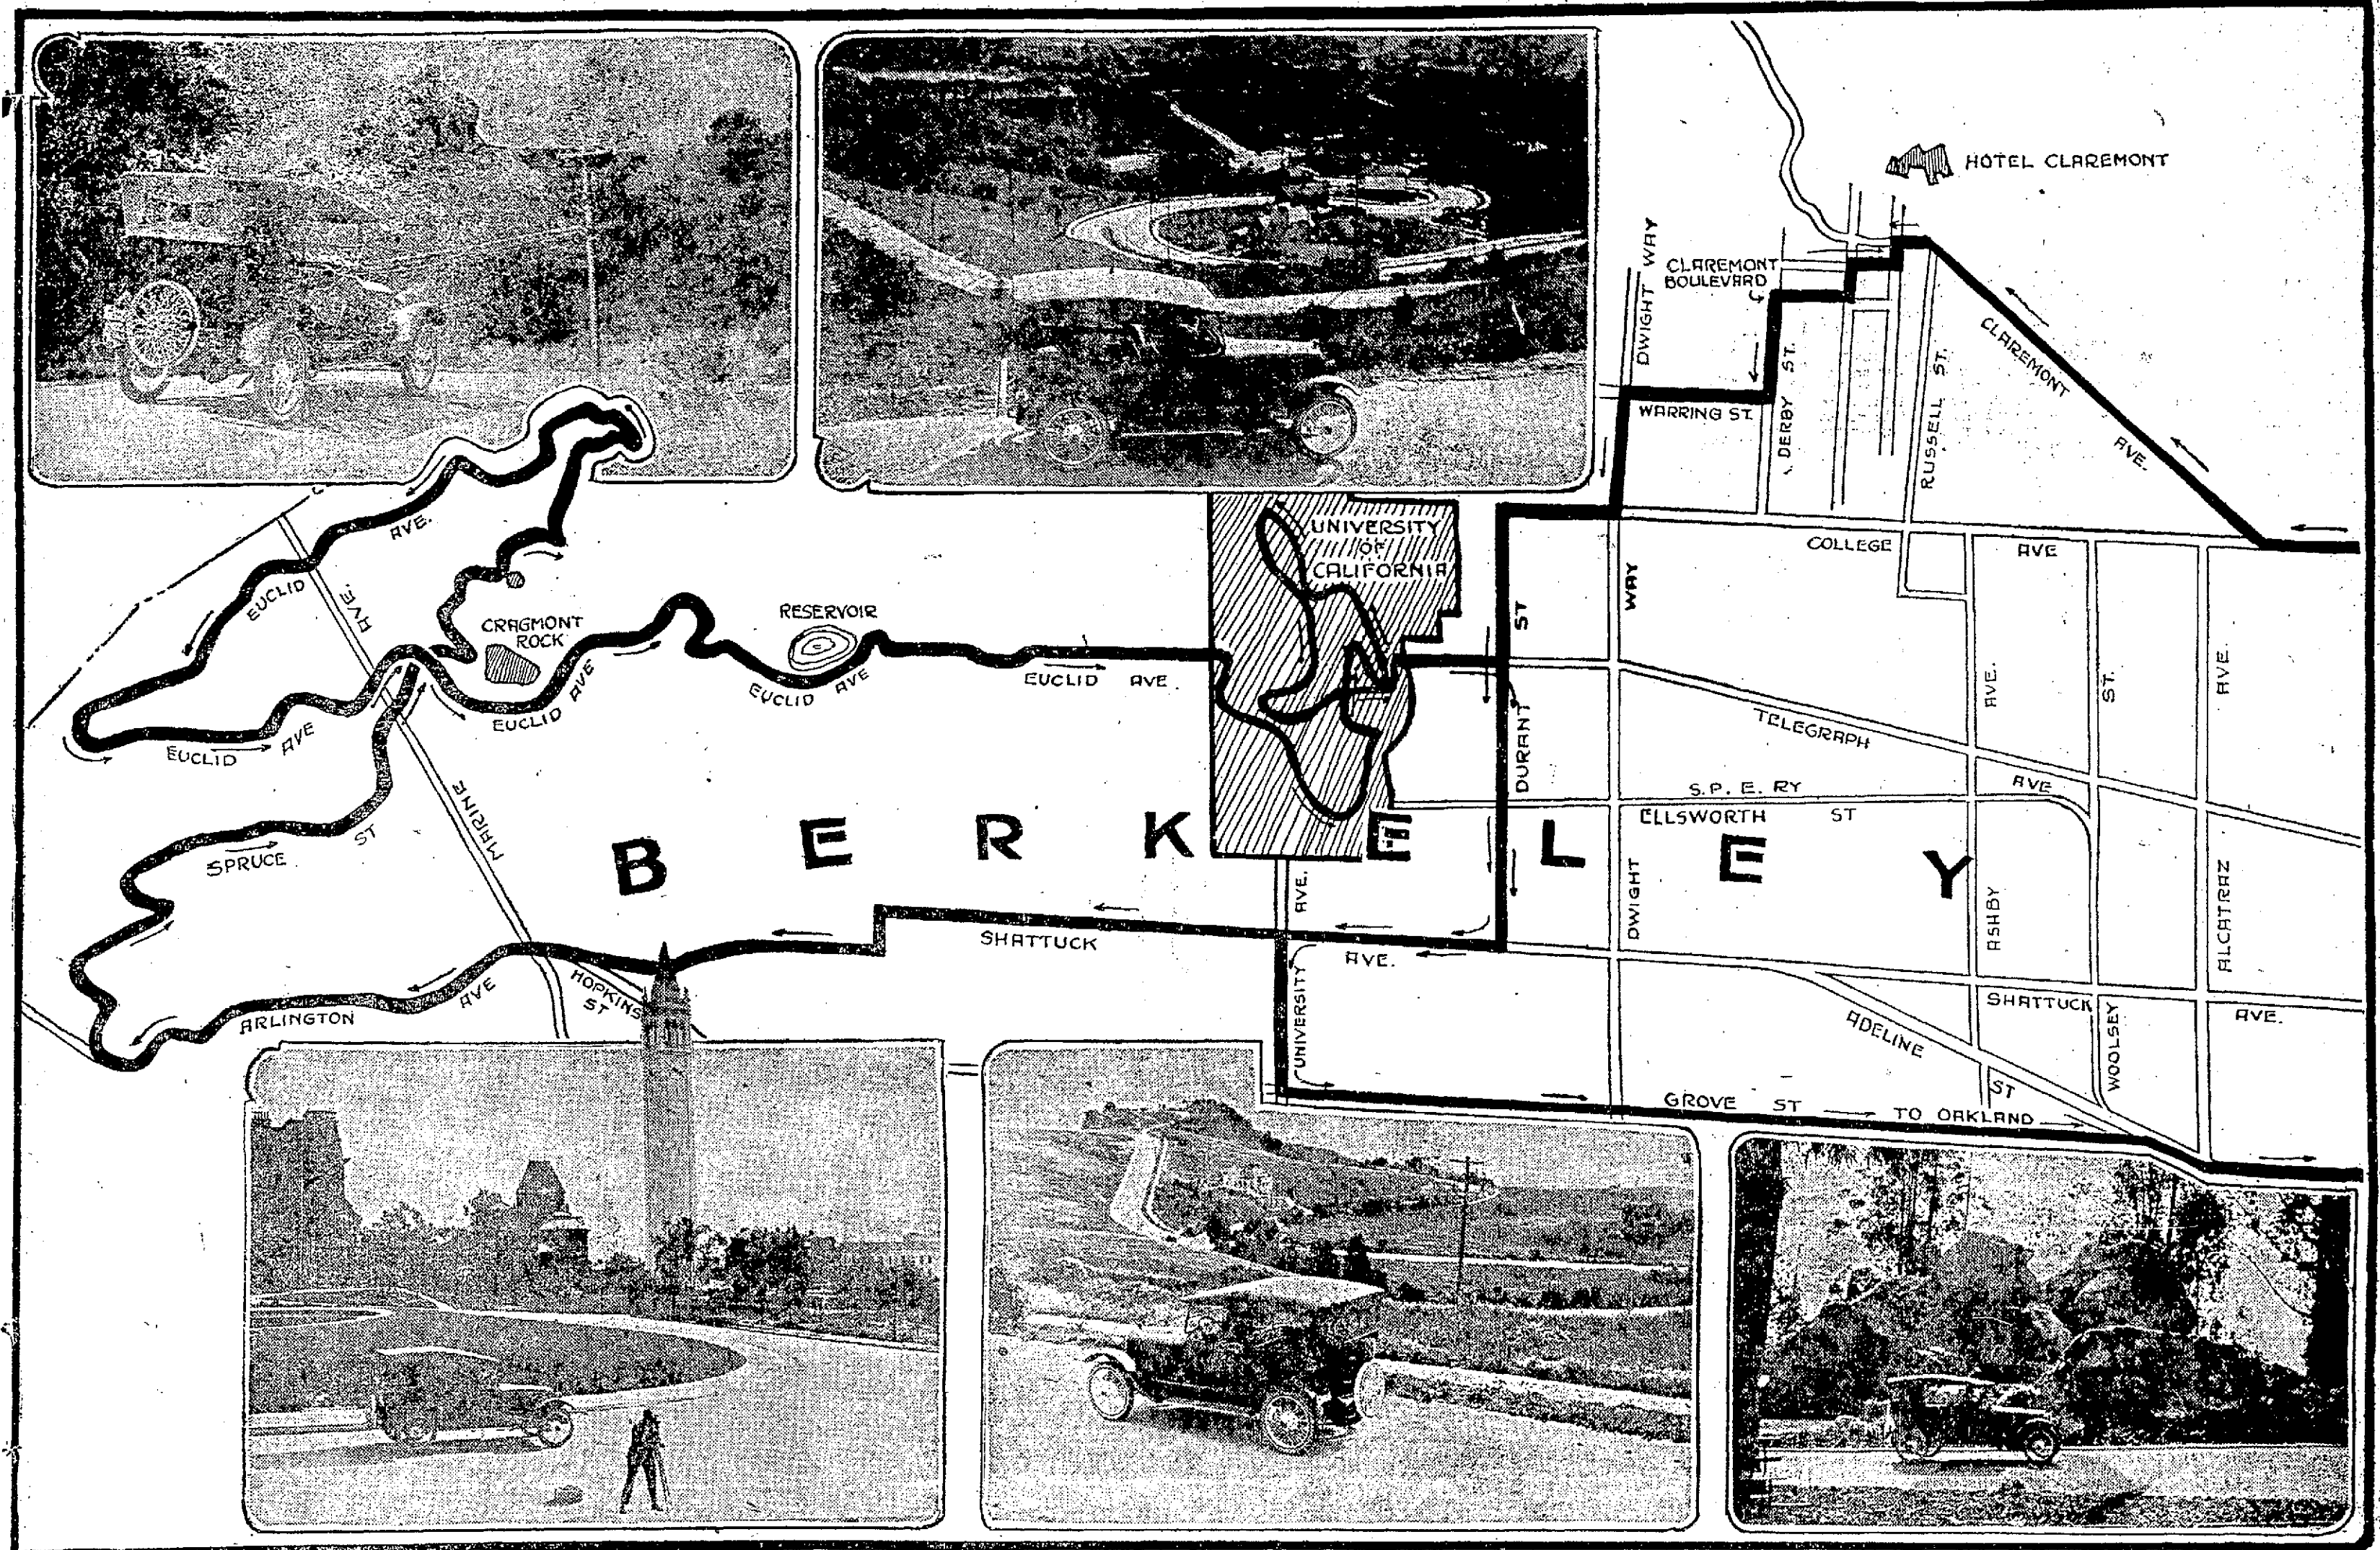 HOTEL CLAREMONT
CLAREMONT
BOULEVARD
DWIGHT WAY
CLAREMONT AVE.
WARRING ST.
DERBY ST.
RUSSELL ST.
COLLEGE AVE
UNIVERSITY
OF
CALIFORNIA
AVE.
EUCLID
AVE.
CRAGMONT
ROCK
RESERVOIR
EUCLID AVE
EUCLID AVE
EUCLID AVE.
EUCLID AVE
ST
WAY
AVE.
ST.
AVE.
DURANT
TELEGRAPH AVE
S.P. E. RY
ELLSWORTH ST
MARINE
SPRUCE ST
BERKELEY
AVE.
DWIGHT
ASHBY
ALCATRAZ
SHATTUCK AVE.
HOPKINS
ST
ARLINGTON AVE
UNIVERSITY
ADELINE ST
SHATTUCK AVE.
WOOLSEY
GROVE ST TO OAKLAND